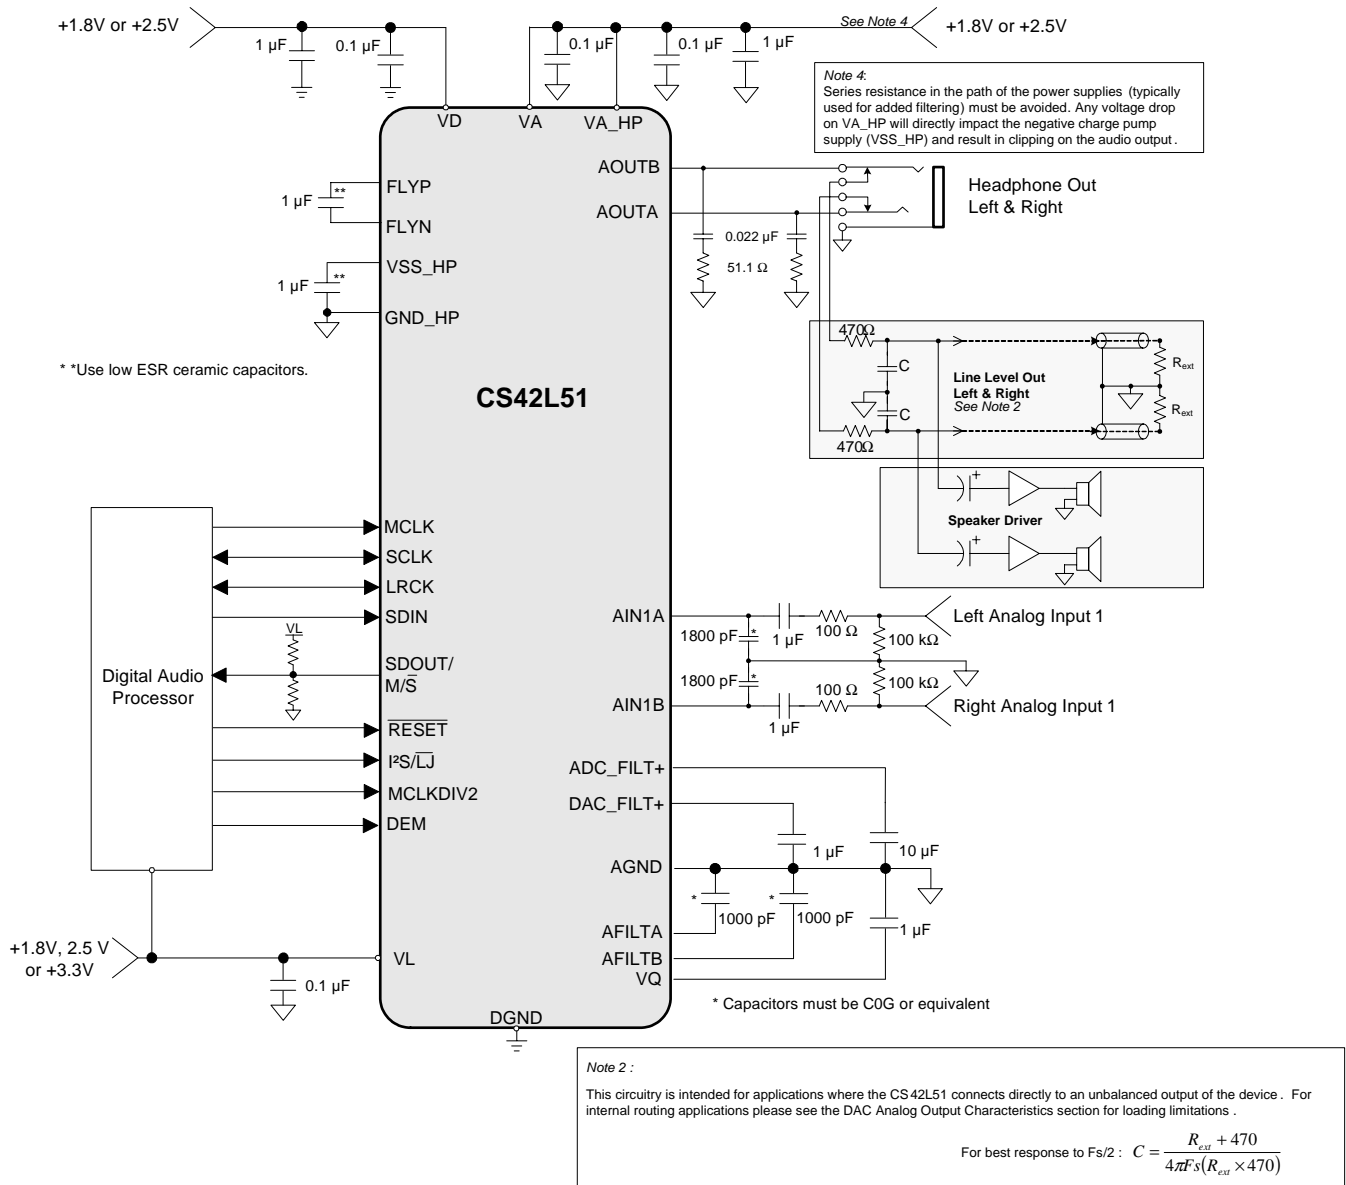 +1.8V or +2.5V
1 µF
0.1 µF
0.1 µF
0.1 µF
1 µF
See Note 4
+1.8V or +2.5V
Note 4:
Series resistance in the path of the power supplies (typically
used for added filtering) must be avoided. Any voltage drop
on VA_HP will directly impact the negative charge pump
supply (VSS_HP) and result in clipping on the audio output.
VD
VA
VA_HP
AOUTB
AOUTA
Headphone Out
Left & Right
**
1 µF
FLYP
FLYN
0.022 µF
51.1 Ω
**
1 µF
VSS_HP
GND_HP
* *Use low ESR ceramic capacitors.
CS42L51
470Ω
C
C
470Ω
Line Level Out
Left & Right
See Note 2
Rext
Rext
+
Speaker Driver
+
Digital Audio
Processor
MCLK
SCLK
LRCK
SDIN
VL
SDOUT/
M/S̅
R̅E̅S̅E̅T̅
I²S/L̅J̅
MCLKDIV2
DEM
AIN1A
1800 pF
*
1 µF
100 Ω
100 kΩ
Left Analog Input 1
1800 pF
*
AIN1B
1 µF
100 Ω
100 kΩ
Right Analog Input 1
ADC_FILT+
DAC_FILT+
1 µF
10 µF
AGND
*
1000 pF
*
1000 pF
1 µF
AFILTA
AFILTB
VQ
* Capacitors must be C0G or equivalent
+1.8V, 2.5 V
or +3.3V
0.1 µF
VL
DGND
Note 2 :
This circuitry is intended for applications where the CS42L51 connects directly to an unbalanced output of the device. For
internal routing applications please see the DAC Analog Output Characteristics section for loading limitations.
For best response to Fs/2 : C = (Rext + 470) / (4πFs(Rext × 470))